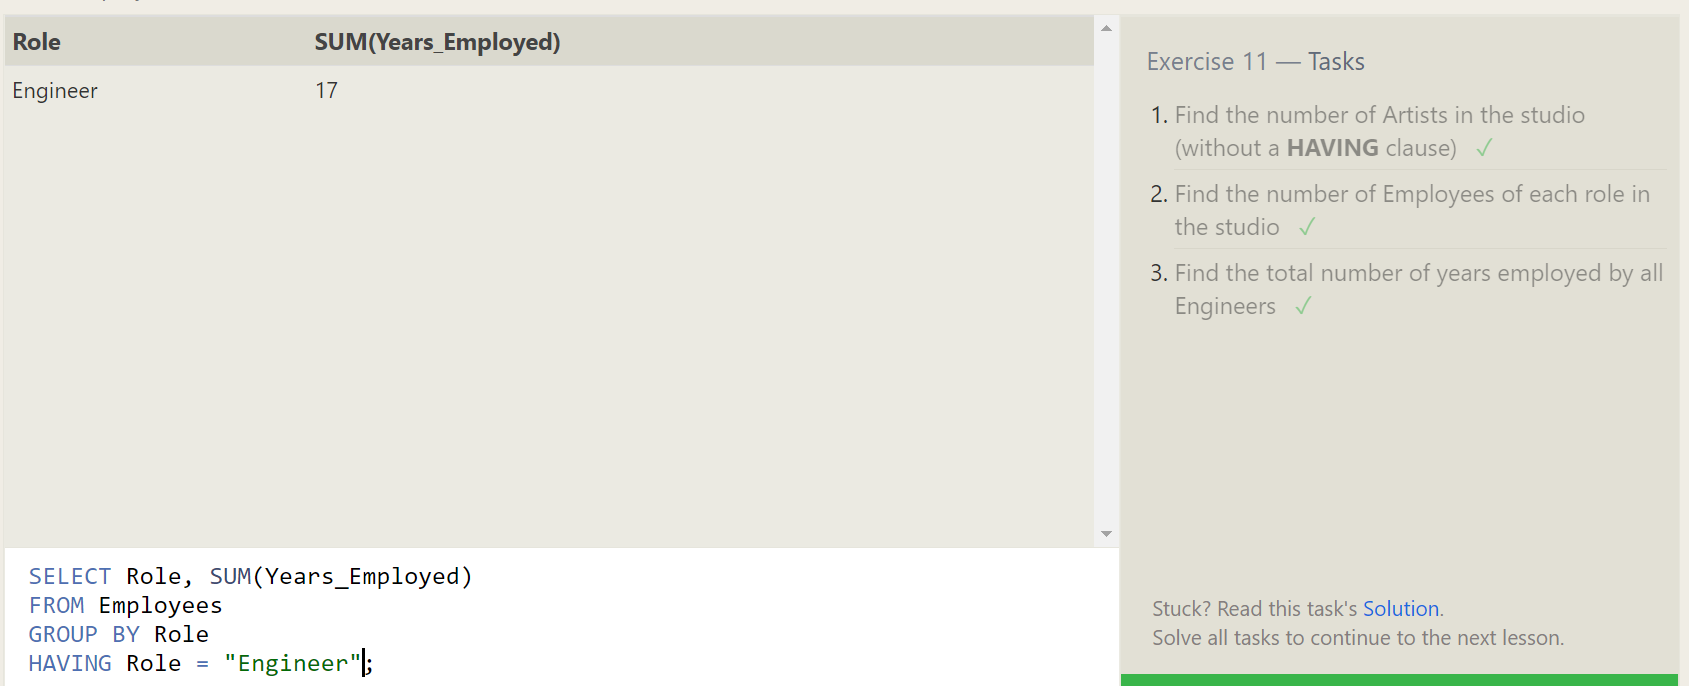 Role SUM(Years_Employed)
Engineer 17
SELECT Role, SUM(Years_Employed)
FROM Employees
GROUP BY Role
HAVING Role = "Engineer";
Exercise 11 — Tasks
1. Find the number of Artists in the studio
(without a HAVING clause) ✓
2. Find the number of Employees of each role in
the studio ✓
3. Find the total number of years employed by all
Engineers ✓
Stuck? Read this task's Solution.
Solve all tasks to continue to the next lesson.